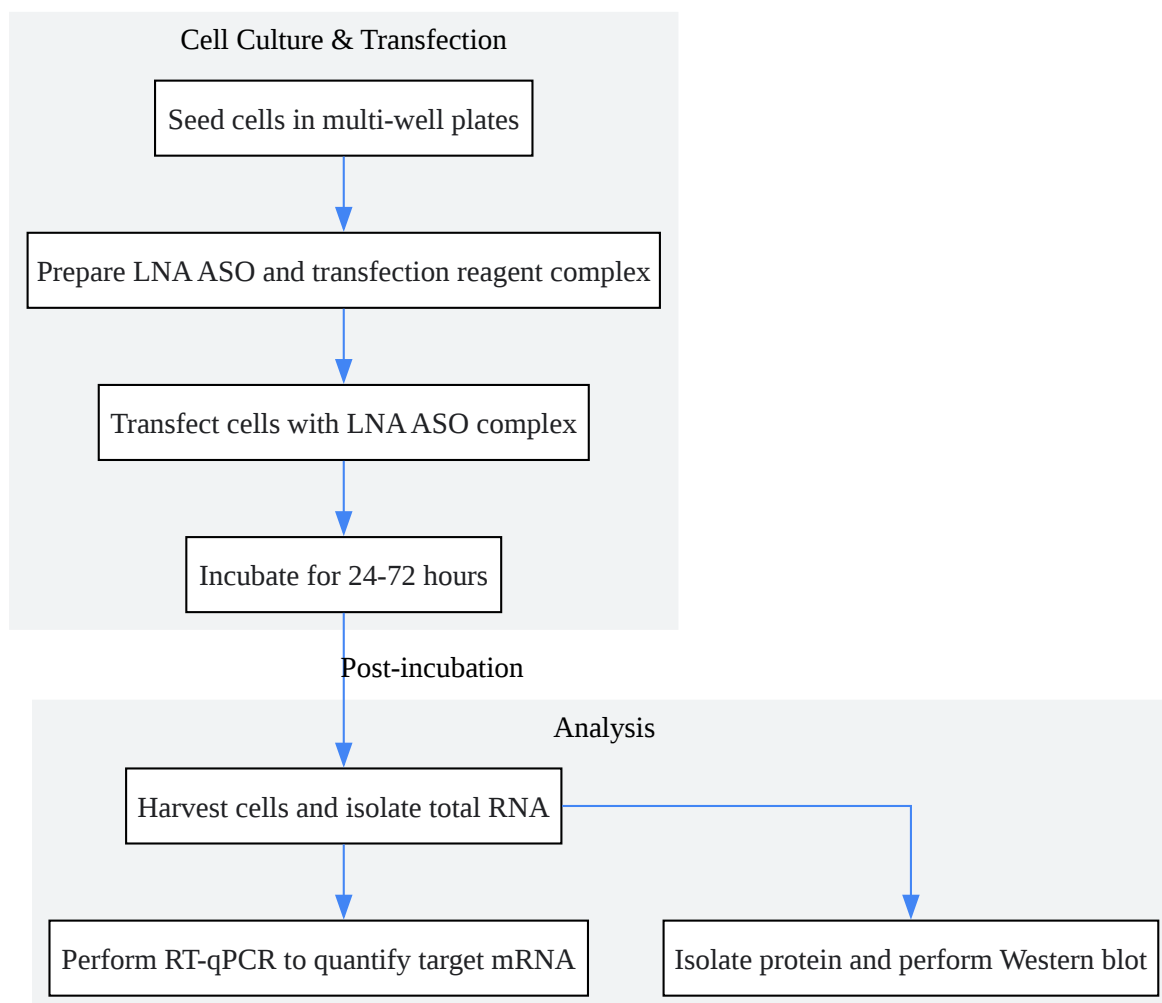 Cell Culture & Transfection
Seed cells in multi-well plates
Prepare LNA ASO and transfection reagent complex
Transfect cells with LNA ASO complex
Incubate for 24-72 hours
Post-incubation
Analysis
Harvest cells and isolate total RNA
Perform RT-qPCR to quantify target mRNA
Isolate protein and perform Western blot